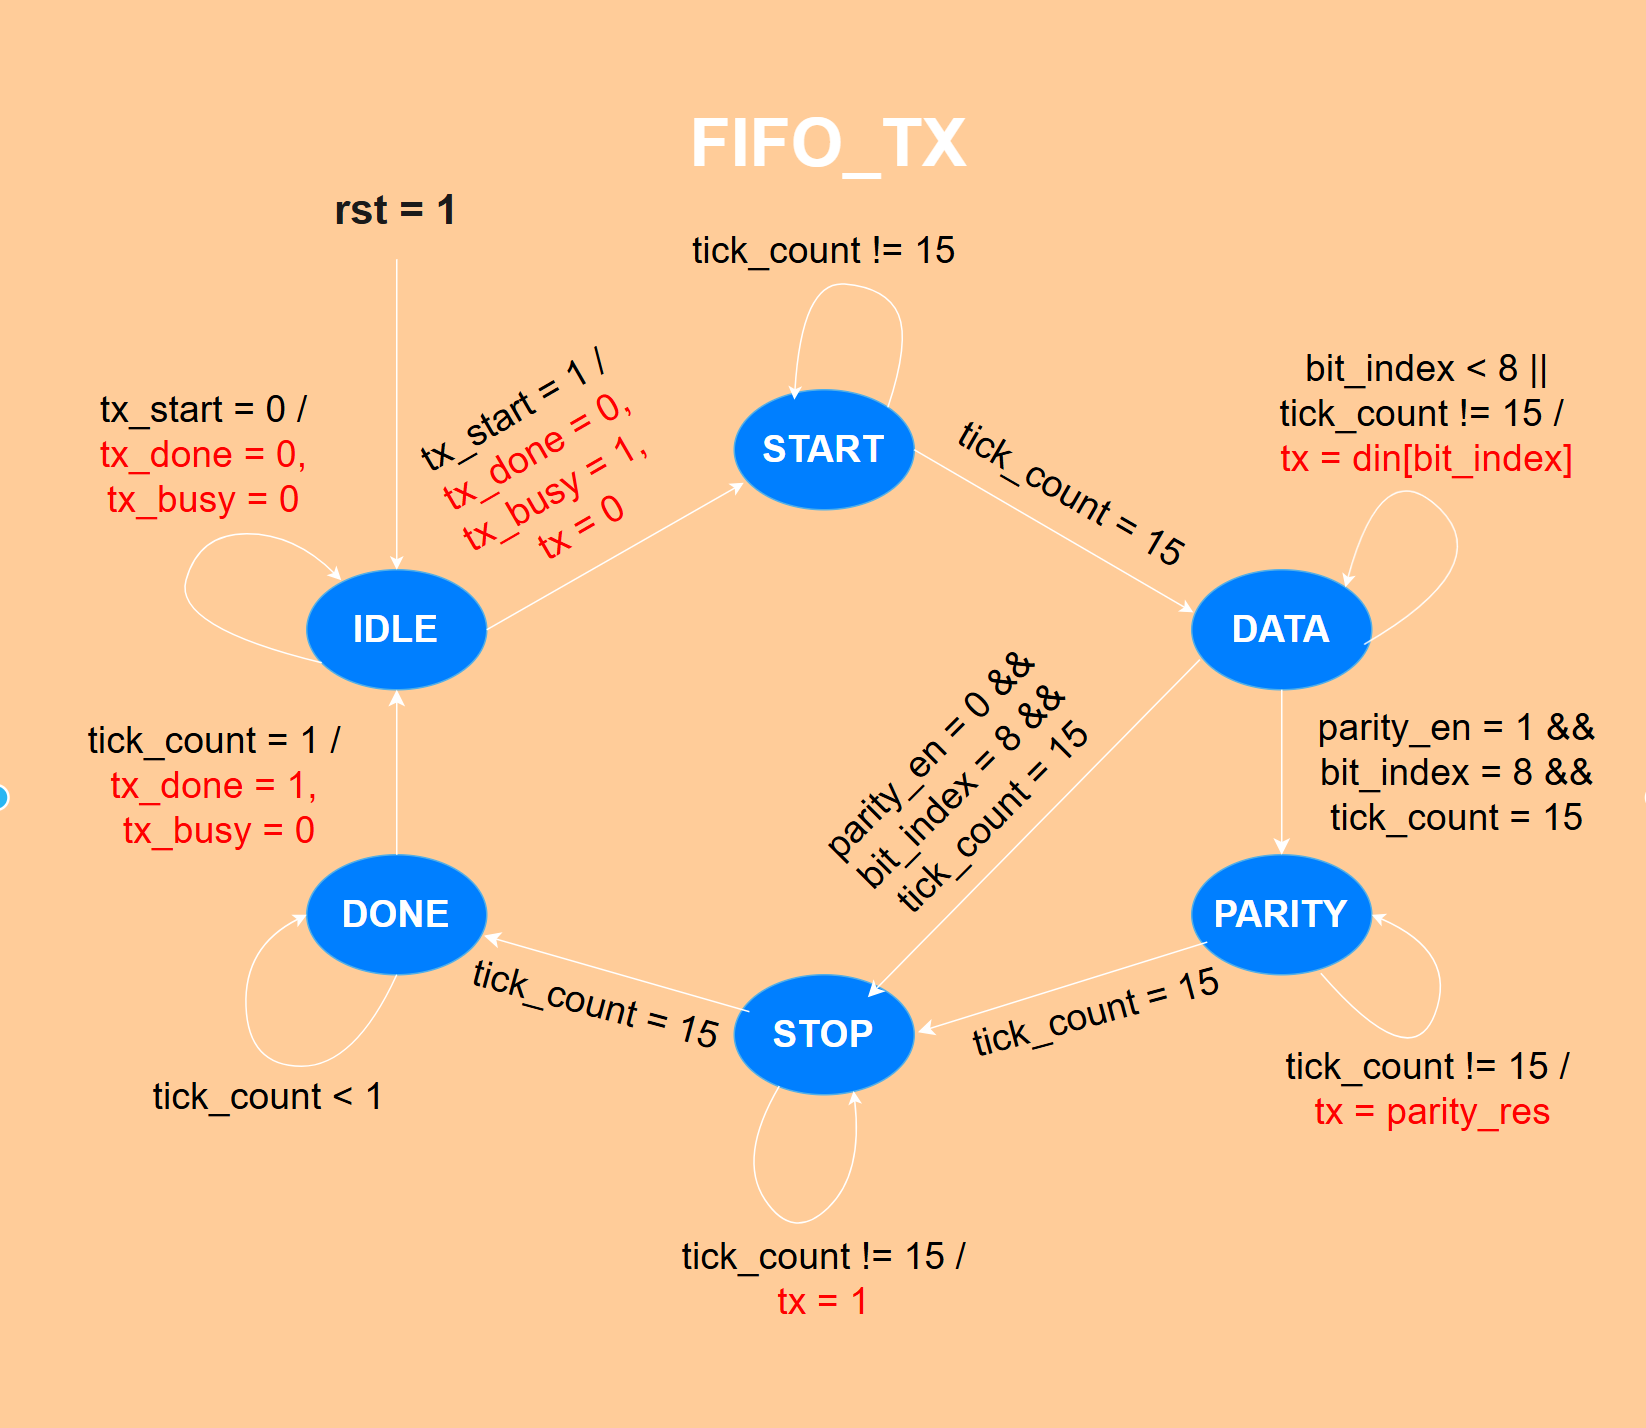 FIFO_TX
rst = 1
tick_count != 15
tx_start = 0 /
tx_done = 0,
tx_busy = 0
tx_start = 1 /
tx_done = 0,
tx_busy = 1,
tx = 0
START
tick_count = 15
bit_index < 8 ||
tick_count != 15 /
tx = din[bit_index]
IDLE
DATA
tick_count = 1 /
tx_done = 1,
tx_busy = 0
parity_en = 0 &&
bit_index = 8 &&
tick_count = 15
parity_en = 1 &&
bit_index = 8 &&
tick_count = 15
DONE
PARITY
tick_count = 15
STOP
tick_count = 15
tick_count < 1
tick_count != 15 /
tx = parity_res
tick_count != 15 /
tx = 1